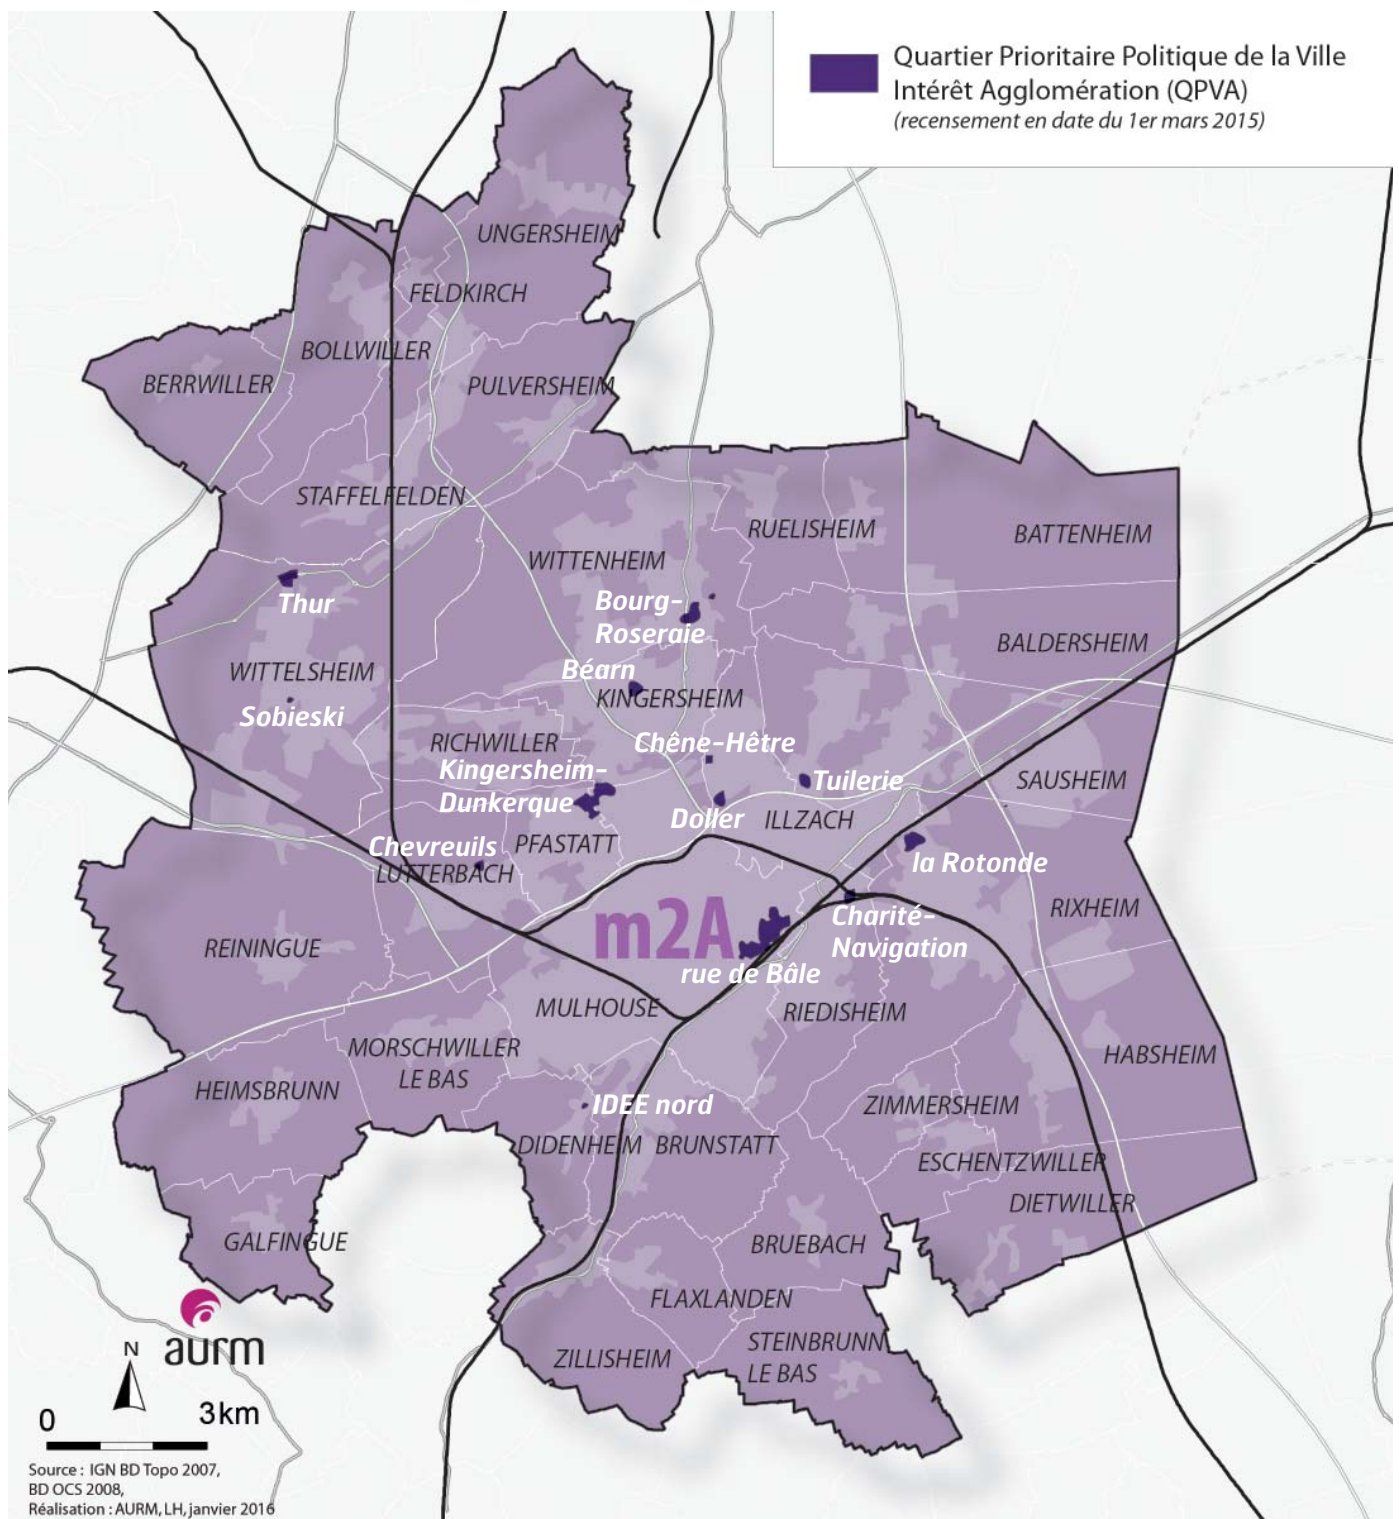 Quartier Prioritaire Politique de la Ville
Intérêt Agglomération (QPVA)
(recensement en date du 1er mars 2015)
UNGERSHEIM
FELDKIRCH
BOLLWILLER
BERRWILLER
PULVERSHEIM
STAFFELFELDEN
RUELISHEIM
BATTENHEIM
WITTENHEIM
Thur
Bourg-
Roseraie
BALDERSHEIM
WITTELSHEIM
Béarn
KINGERSHEIM
Sobieski
RICHWILLER
Chêne-Hêtre
Kingersheim-
Dunkerque
Tuilerie
SAUSHEIM
Doller
ILLZACH
Chevreuils
PFASTATT
LUTTERBACH
la Rotonde
RIXHEIM
m2A
Charité-
Navigation
REININGUE
rue de Bâle
MULHOUSE
RIEDISHEIM
MORSCHWILLER
LE BAS
HABSHEIM
HEIMSBRUNN
IDEE nord
ZIMMERSHEIM
DIDENHEIM
BRUNSTATT
ESCHENTZWILLER
DIETWILLER
GALFINGUE
BRUEBACH
FLAXLANDEN
STEINBRUNN
LE BAS
ZILLISHEIM
aurm
N
0
3km
Source : IGN BD Topo 2007,
BD OCS 2008,
Réalisation : AURM, LH, janvier 2016